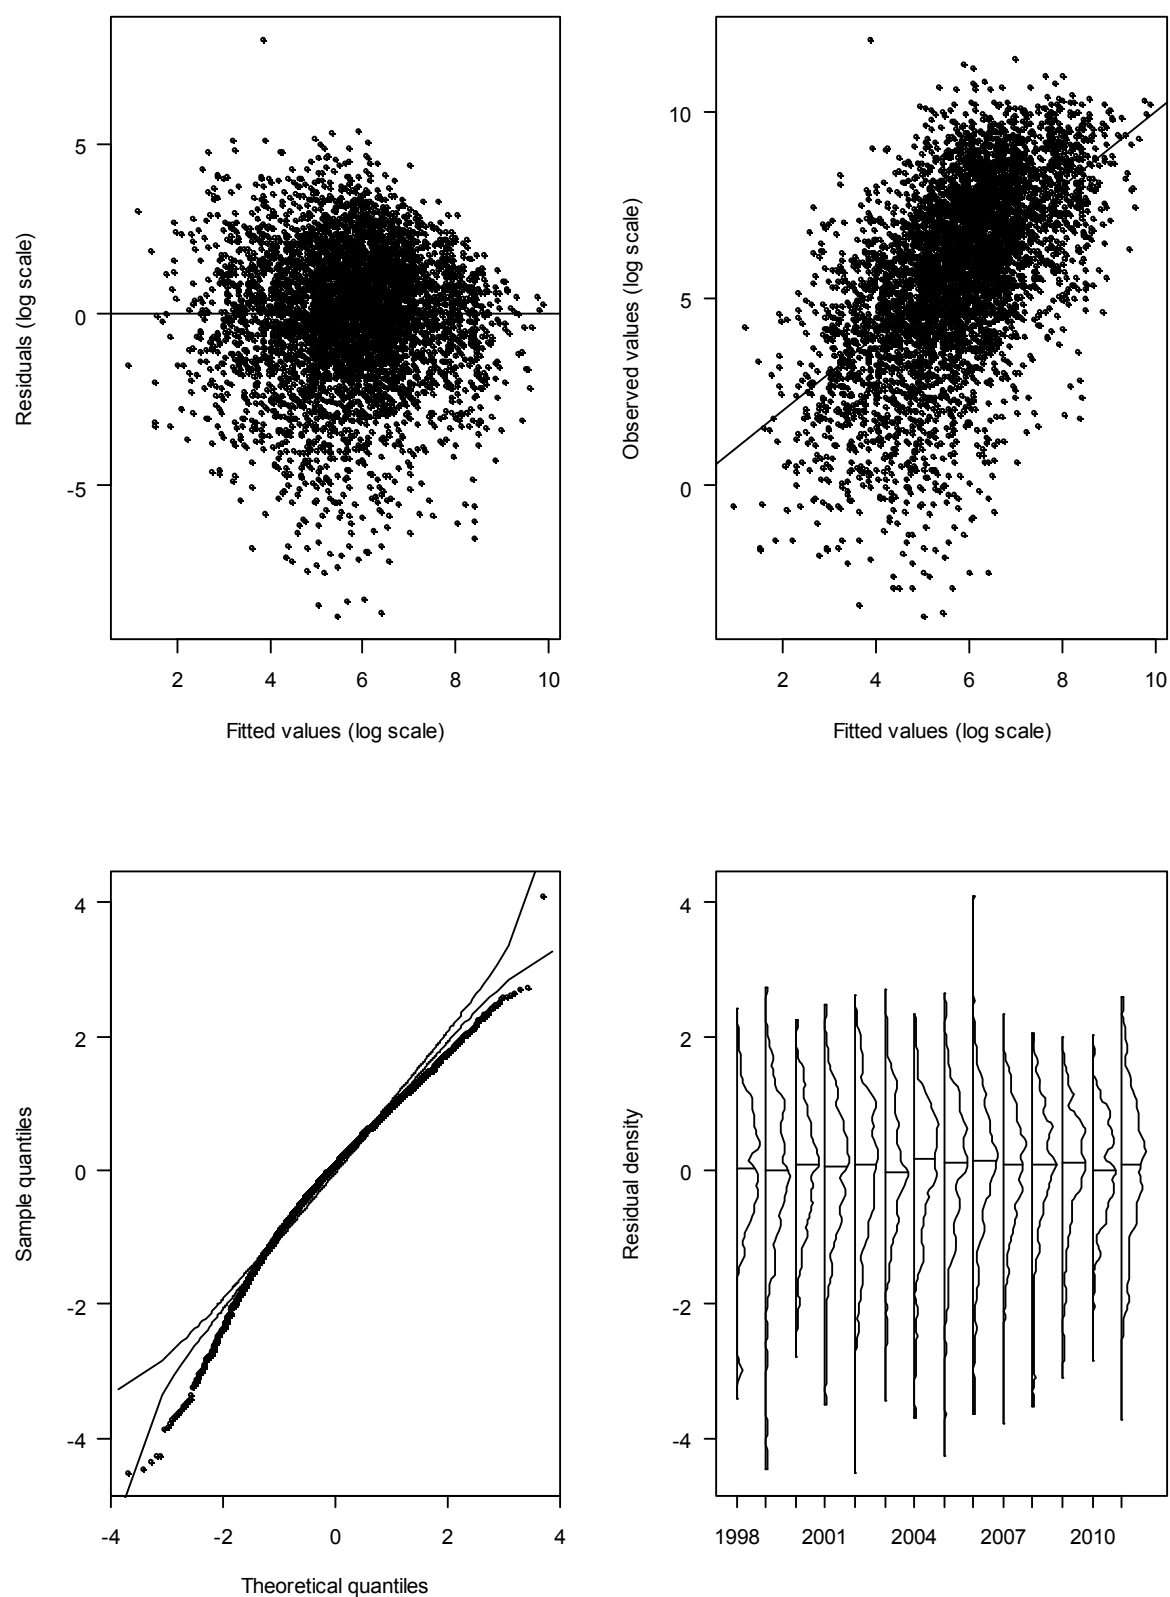 5
0
-5
Residuals (log scale)
2 4 6 8 10
Fitted values (log scale)
10
5
0
Observed values (log scale)
2 4 6 8 10
Fitted values (log scale)
4
2
0
-2
-4
Sample quantiles
-4 -2 0 2 4
Theoretical quantiles
4
2
0
-2
-4
Residual density
1998 2001 2004 2007 2010